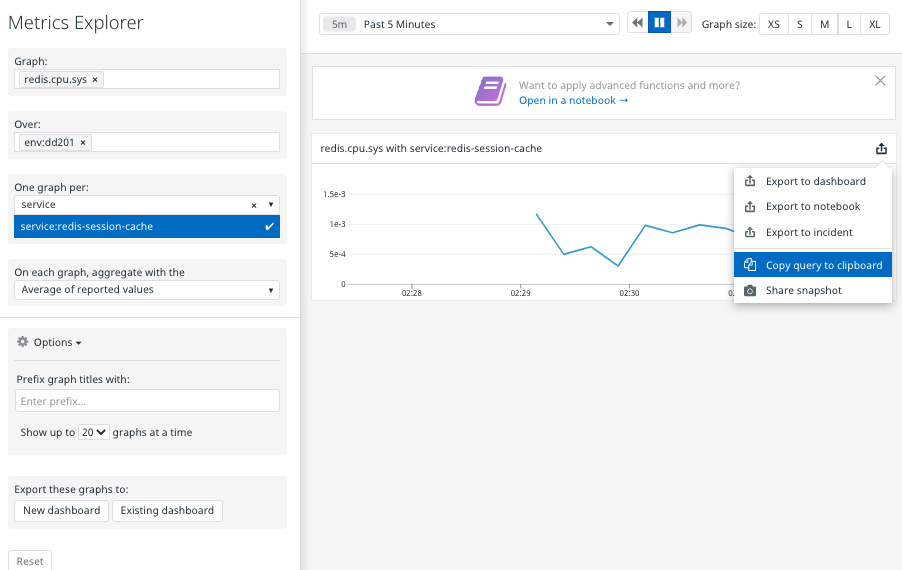 Metrics Explorer
Graph:
redis.cpu.sys ×
Over:
env:dd201 ×
One graph per:
service × ▼
service:redis-session-cache ✔
On each graph, aggregate with the
Average of reported values ▼
Options
Prefix graph titles with:
Enter prefix...
Show up to 20 graphs at a time
Export these graphs to:
New dashboard Existing dashboard
Reset
5m Past 5 Minutes Graph size: XS S M L XL
Want to apply advanced functions and more?
Open in a notebook →
redis.cpu.sys with service:redis-session-cache
1.5e-3
1e-3
5e-4
0
02:28 02:29 02:30
Export to dashboard
Export to notebook
Export to incident
Copy query to clipboard
Share snapshot